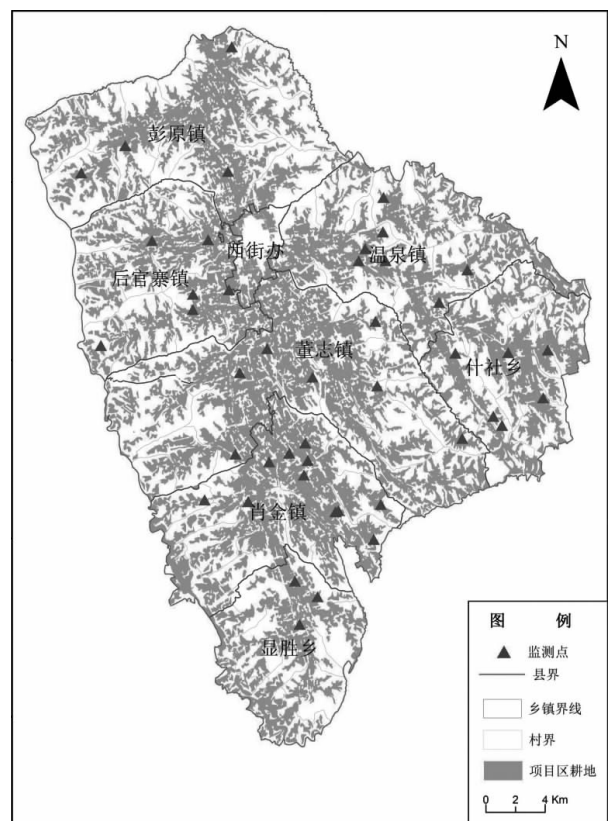 N
彭原镇
西街办
温泉镇
后官寨镇
董志镇
什社乡
肖金镇
显胜乡
图 例
监测点
县界
乡镇界线
村界
项目区耕地
0 2 4 Km